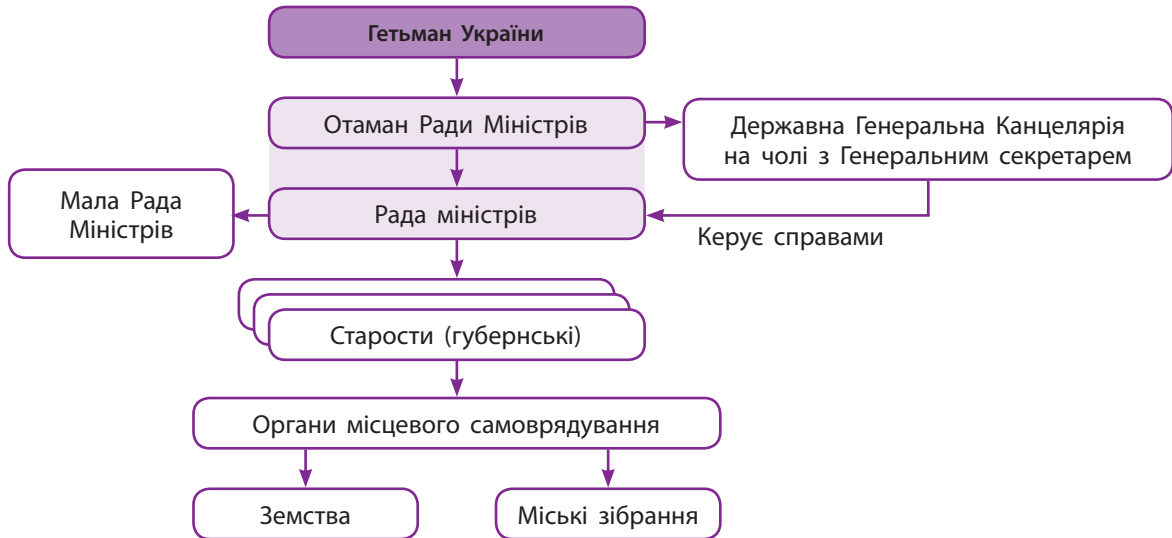 Гетьман України
Отаман Ради Міністрів
Державна Генеральна Канцелярія
на чолі з Генеральним секретарем
Мала Рада
Міністрів
Рада міністрів
Керує справами
Старости (губернські)
Органи місцевого самоврядування
Земства
Міські зібрання